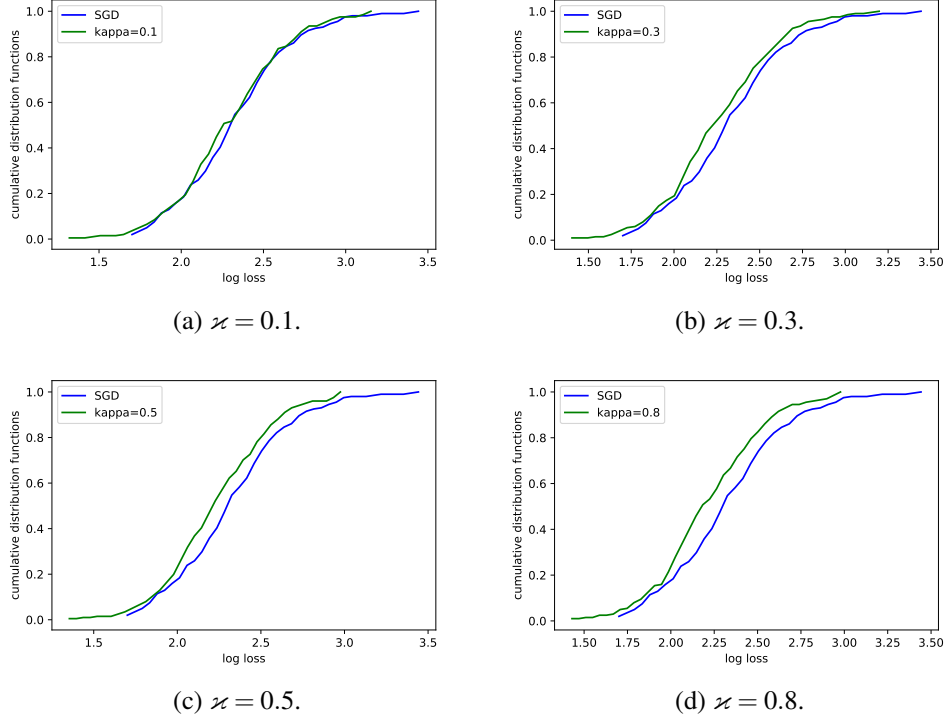 SGD
kappa=0.1
cumulative distribution functions
1.0
0.8
0.6
0.4
0.2
0.0
1.5 2.0 2.5 3.0 3.5
log loss
(a) ϰ = 0.1.
SGD
kappa=0.3
cumulative distribution functions
1.0
0.8
0.6
0.4
0.2
0.0
1.50 1.75 2.00 2.25 2.50 2.75 3.00 3.25 3.50
log loss
(b) ϰ = 0.3.
SGD
kappa=0.5
cumulative distribution functions
1.0
0.8
0.6
0.4
0.2
0.0
1.5 2.0 2.5 3.0 3.5
log loss
(c) ϰ = 0.5.
SGD
kappa=0.8
cumulative distribution functions
1.0
0.8
0.6
0.4
0.2
0.0
1.50 1.75 2.00 2.25 2.50 2.75 3.00 3.25 3.50
log loss
(d) ϰ = 0.8.